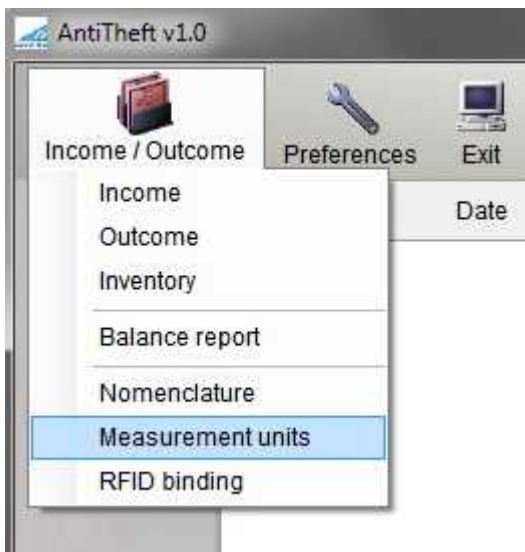 AntiTheft v1.0
Income / Outcome
Preferences
Exit
Income
Date
Outcome
Inventory
Balance report
Nomenclature
Measurement units
RFID binding